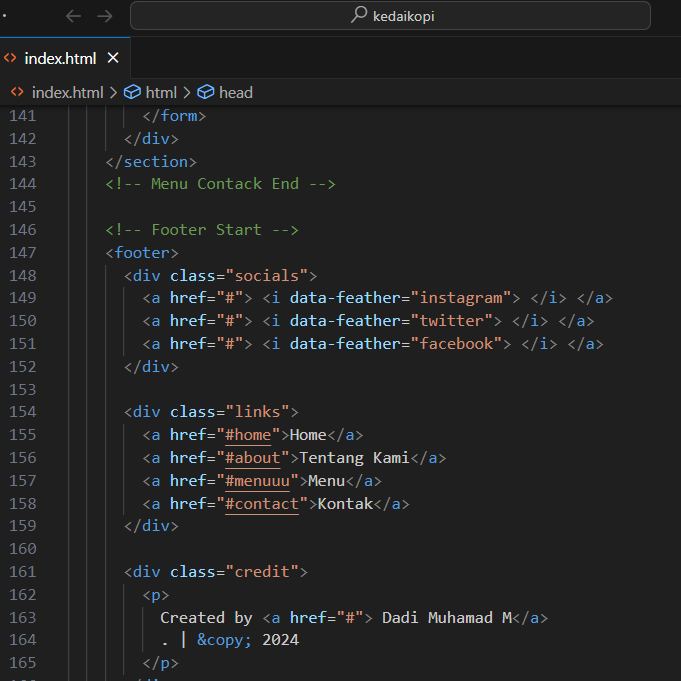 kedaikopi
index.html
index.html > html > head
141 </form>
142 </div>
143 </section>
144 <!-- Menu Contack End -->
145
146 <!-- Footer Start -->
147 <footer>
148 <div class="socials">
149 <a href="#"> <i data-feather="instagram"> </i> </a>
150 <a href="#"> <i data-feather="twitter"> </i> </a>
151 <a href="#"> <i data-feather="facebook"> </i> </a>
152 </div>
153
154 <div class="links">
155 <a href="#home">Home</a>
156 <a href="#about">Tentang Kami</a>
157 <a href="#menuuu">Menu</a>
158 <a href="#contact">Kontak</a>
159 </div>
160
161 <div class="credit">
162 <p>
163 Created by <a href="#"> Dadi Muhamad M</a>
164 . | &copy; 2024
165 </p>